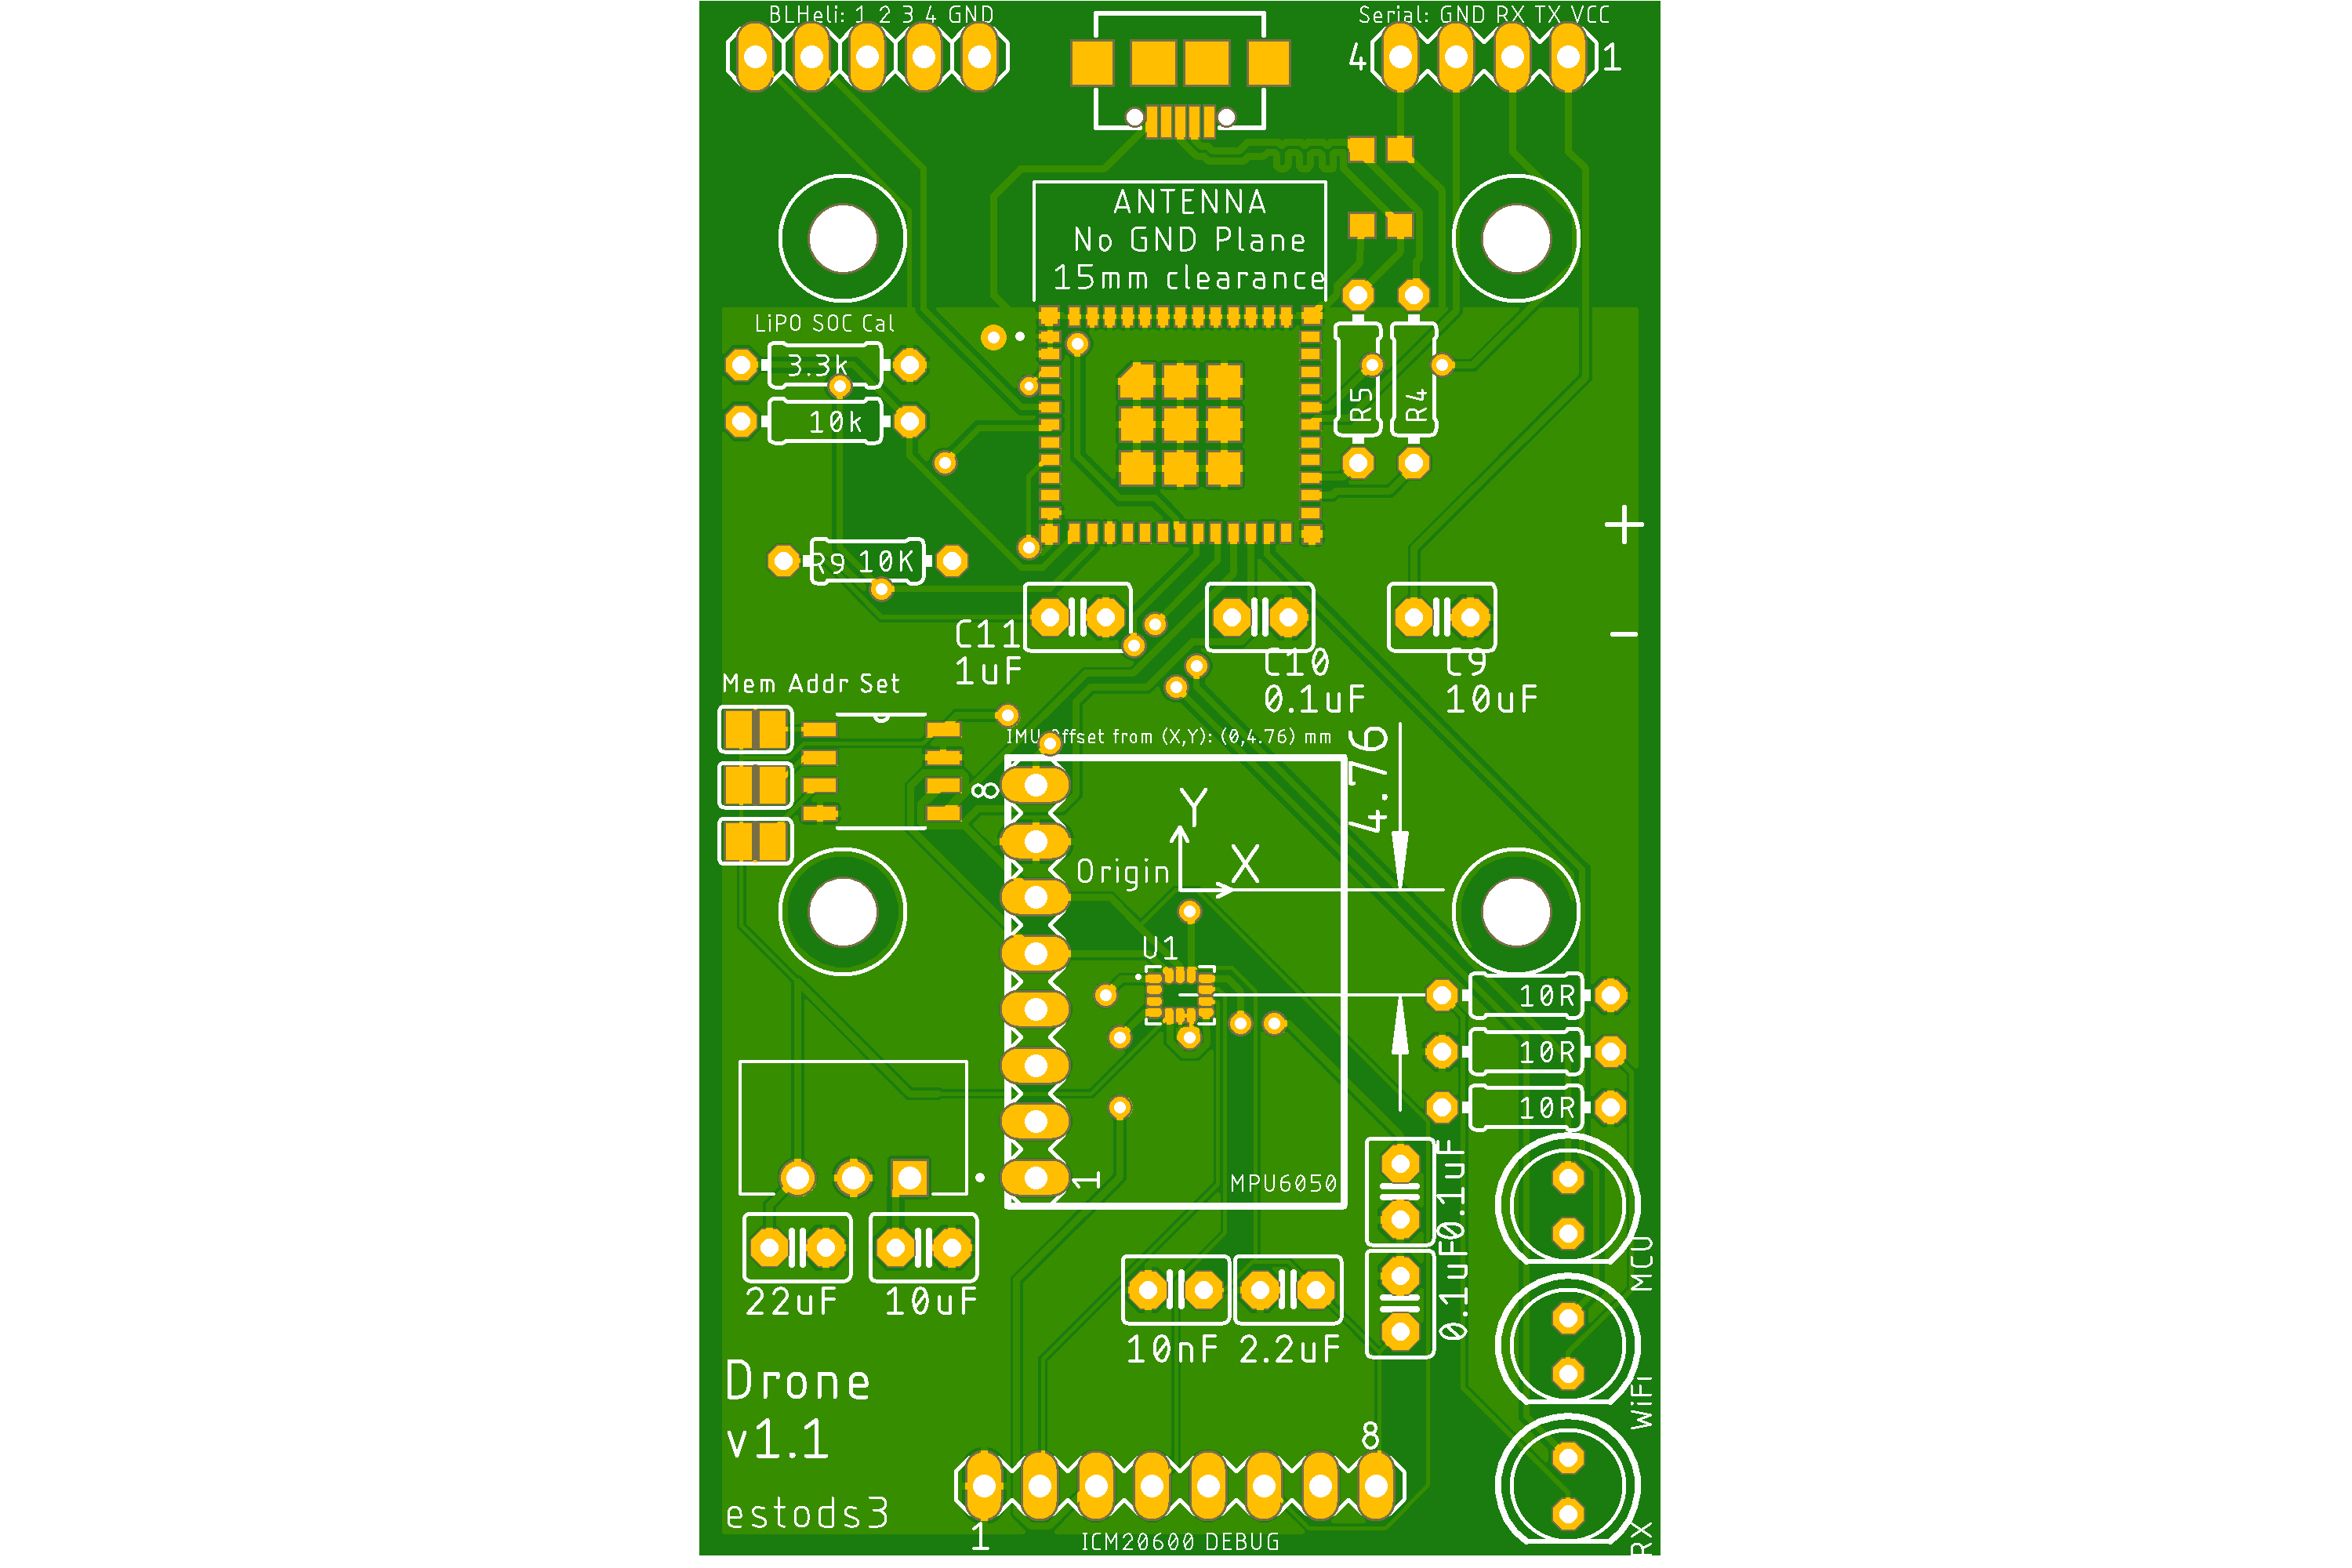 BLHeli: 1 2 3 4 GND
Serial: GND RX TX VCC
4
1
ANTENNA
No GND Plane
15mm clearance
LiPO SOC Cal
3.3k
10k
R5
R4
R9 10K
+
-
C11
1uF
C10
0.1uF
C9
10uF
Mem Addr Set
IMU Offset from (X,Y): (0,4.76) mm
4.76
8
Y
X
Origin
U1
10R
10R
10R
1
MPU6050
0.1uF
0.1uF
22uF
10uF
10nF
2.2uF
MCU
WiFi
RX
Drone
v1.1
estods3
8
1
ICM20600 DEBUG